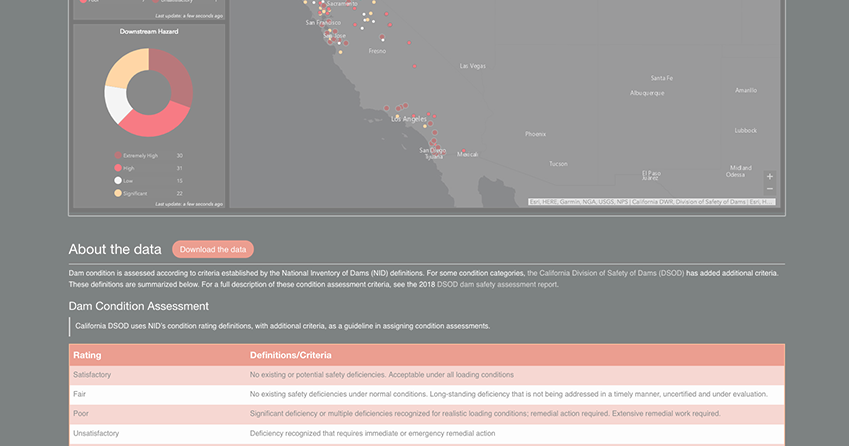 Last update: a few seconds ago
Downstream Hazard
Extremely High 30
High 31
Low 15
Significant 22
Last update: a few seconds ago
Sacramento
San Francisco
San Jose
Fresno
Las Vegas
Santa Fe
Albuquerque
Amarillo
Los Angeles
Lubbock
Phoenix
San Diego
Tijuana
Mexicali
Tucson
Midland
Odessa
El Paso
Juárez
+
−
Esri, HERE, Garmin, NGA, USGS, NPS | California DWR, Division of Safety of Dams | Esri, H...
About the data
Download the data
Dam condition is assessed according to criteria established by the National Inventory of Dams (NID) definitions. For some condition categories, the California Division of Safety of Dams (DSOD) has added additional criteria.
These definitions are summarized below. For a full description of these condition assessment criteria, see the 2018 DSOD dam safety assessment report.
Dam Condition Assessment
California DSOD uses NID's condition rating definitions, with additional criteria, as a guideline in assigning condition assessments.
Rating Definitions/Criteria
Satisfactory No existing or potential safety deficiencies. Acceptable under all loading conditions
Fair No existing safety deficiencies under normal conditions. Long-standing deficiency that is not being addressed in a timely manner, uncertified and under evaluation.
Poor Significant deficiency or multiple deficiencies recognized for realistic loading conditions; remedial action required. Extensive remedial work required.
Unsatisfactory Deficiency recognized that requires immediate or emergency remedial action